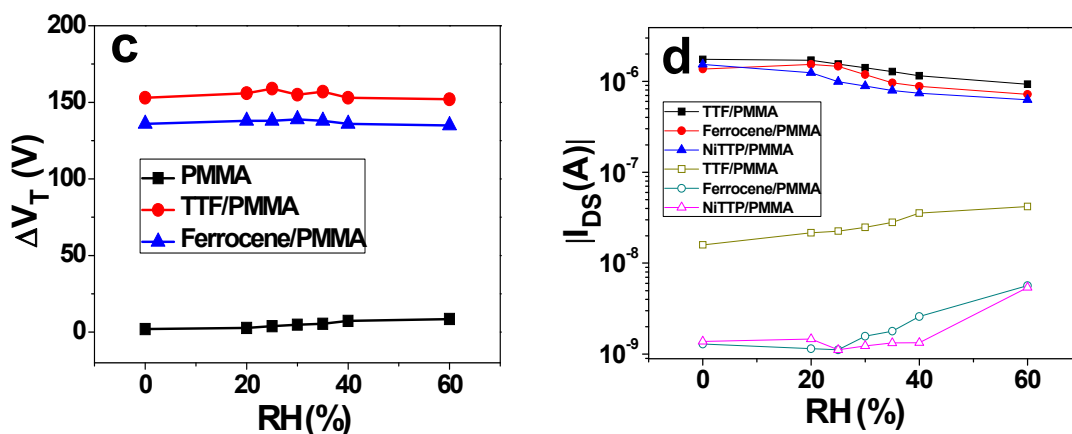 c
ΔV_T (V)
200
150
100
50
0
PMMA
TTF/PMMA
Ferrocene/PMMA
0 20 40 60
RH (%)
d
|I_DS(A)|
10^-6
10^-7
10^-8
10^-9
TTF/PMMA
Ferrocene/PMMA
NiTTP/PMMA
TTF/PMMA
Ferrocene/PMMA
NiTTP/PMMA
0 20 40 60
RH (%)